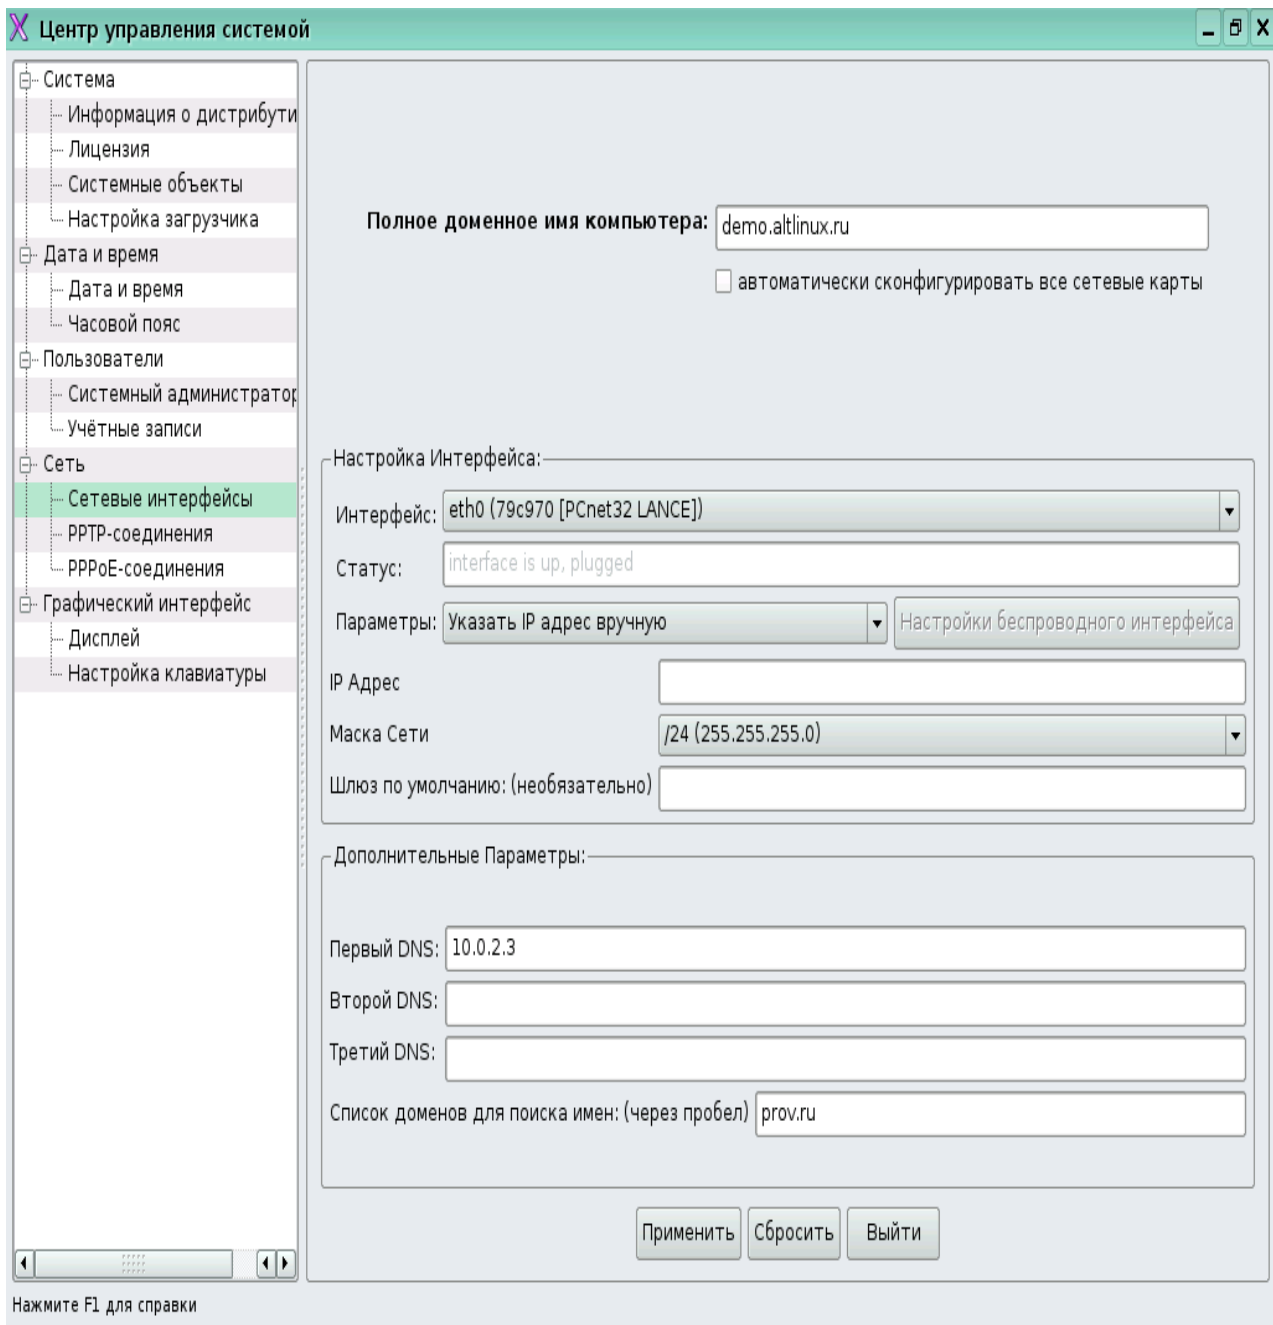 Центр управления системой
Система
Информация о дистрибути
Лицензия
Системные объекты
Настройка загрузчика
Дата и время
Дата и время
Часовой пояс
Пользователи
Системный администратор
Учётные записи
Сеть
Сетевые интерфейсы
PPTP-соединения
PPPoE-соединения
Графический интерфейс
Дисплей
Настройка клавиатуры
Полное доменное имя компьютера: demo.altlinux.ru
автоматически сконфигурировать все сетевые карты
Настройка Интерфейса:
Интерфейс: eth0 (79c970 [PCnet32 LANCE])
Статус: interface is up, plugged
Параметры: Указать IP адрес вручную Настройки беспроводного интерфейса
IP Адрес
Маска Сети /24 (255.255.255.0)
Шлюз по умолчанию: (необязательно)
Дополнительные Параметры:
Первый DNS: 10.0.2.3
Второй DNS:
Третий DNS:
Список доменов для поиска имен: (через пробел) prov.ru
Применить Сбросить Выйти
Нажмите F1 для справки